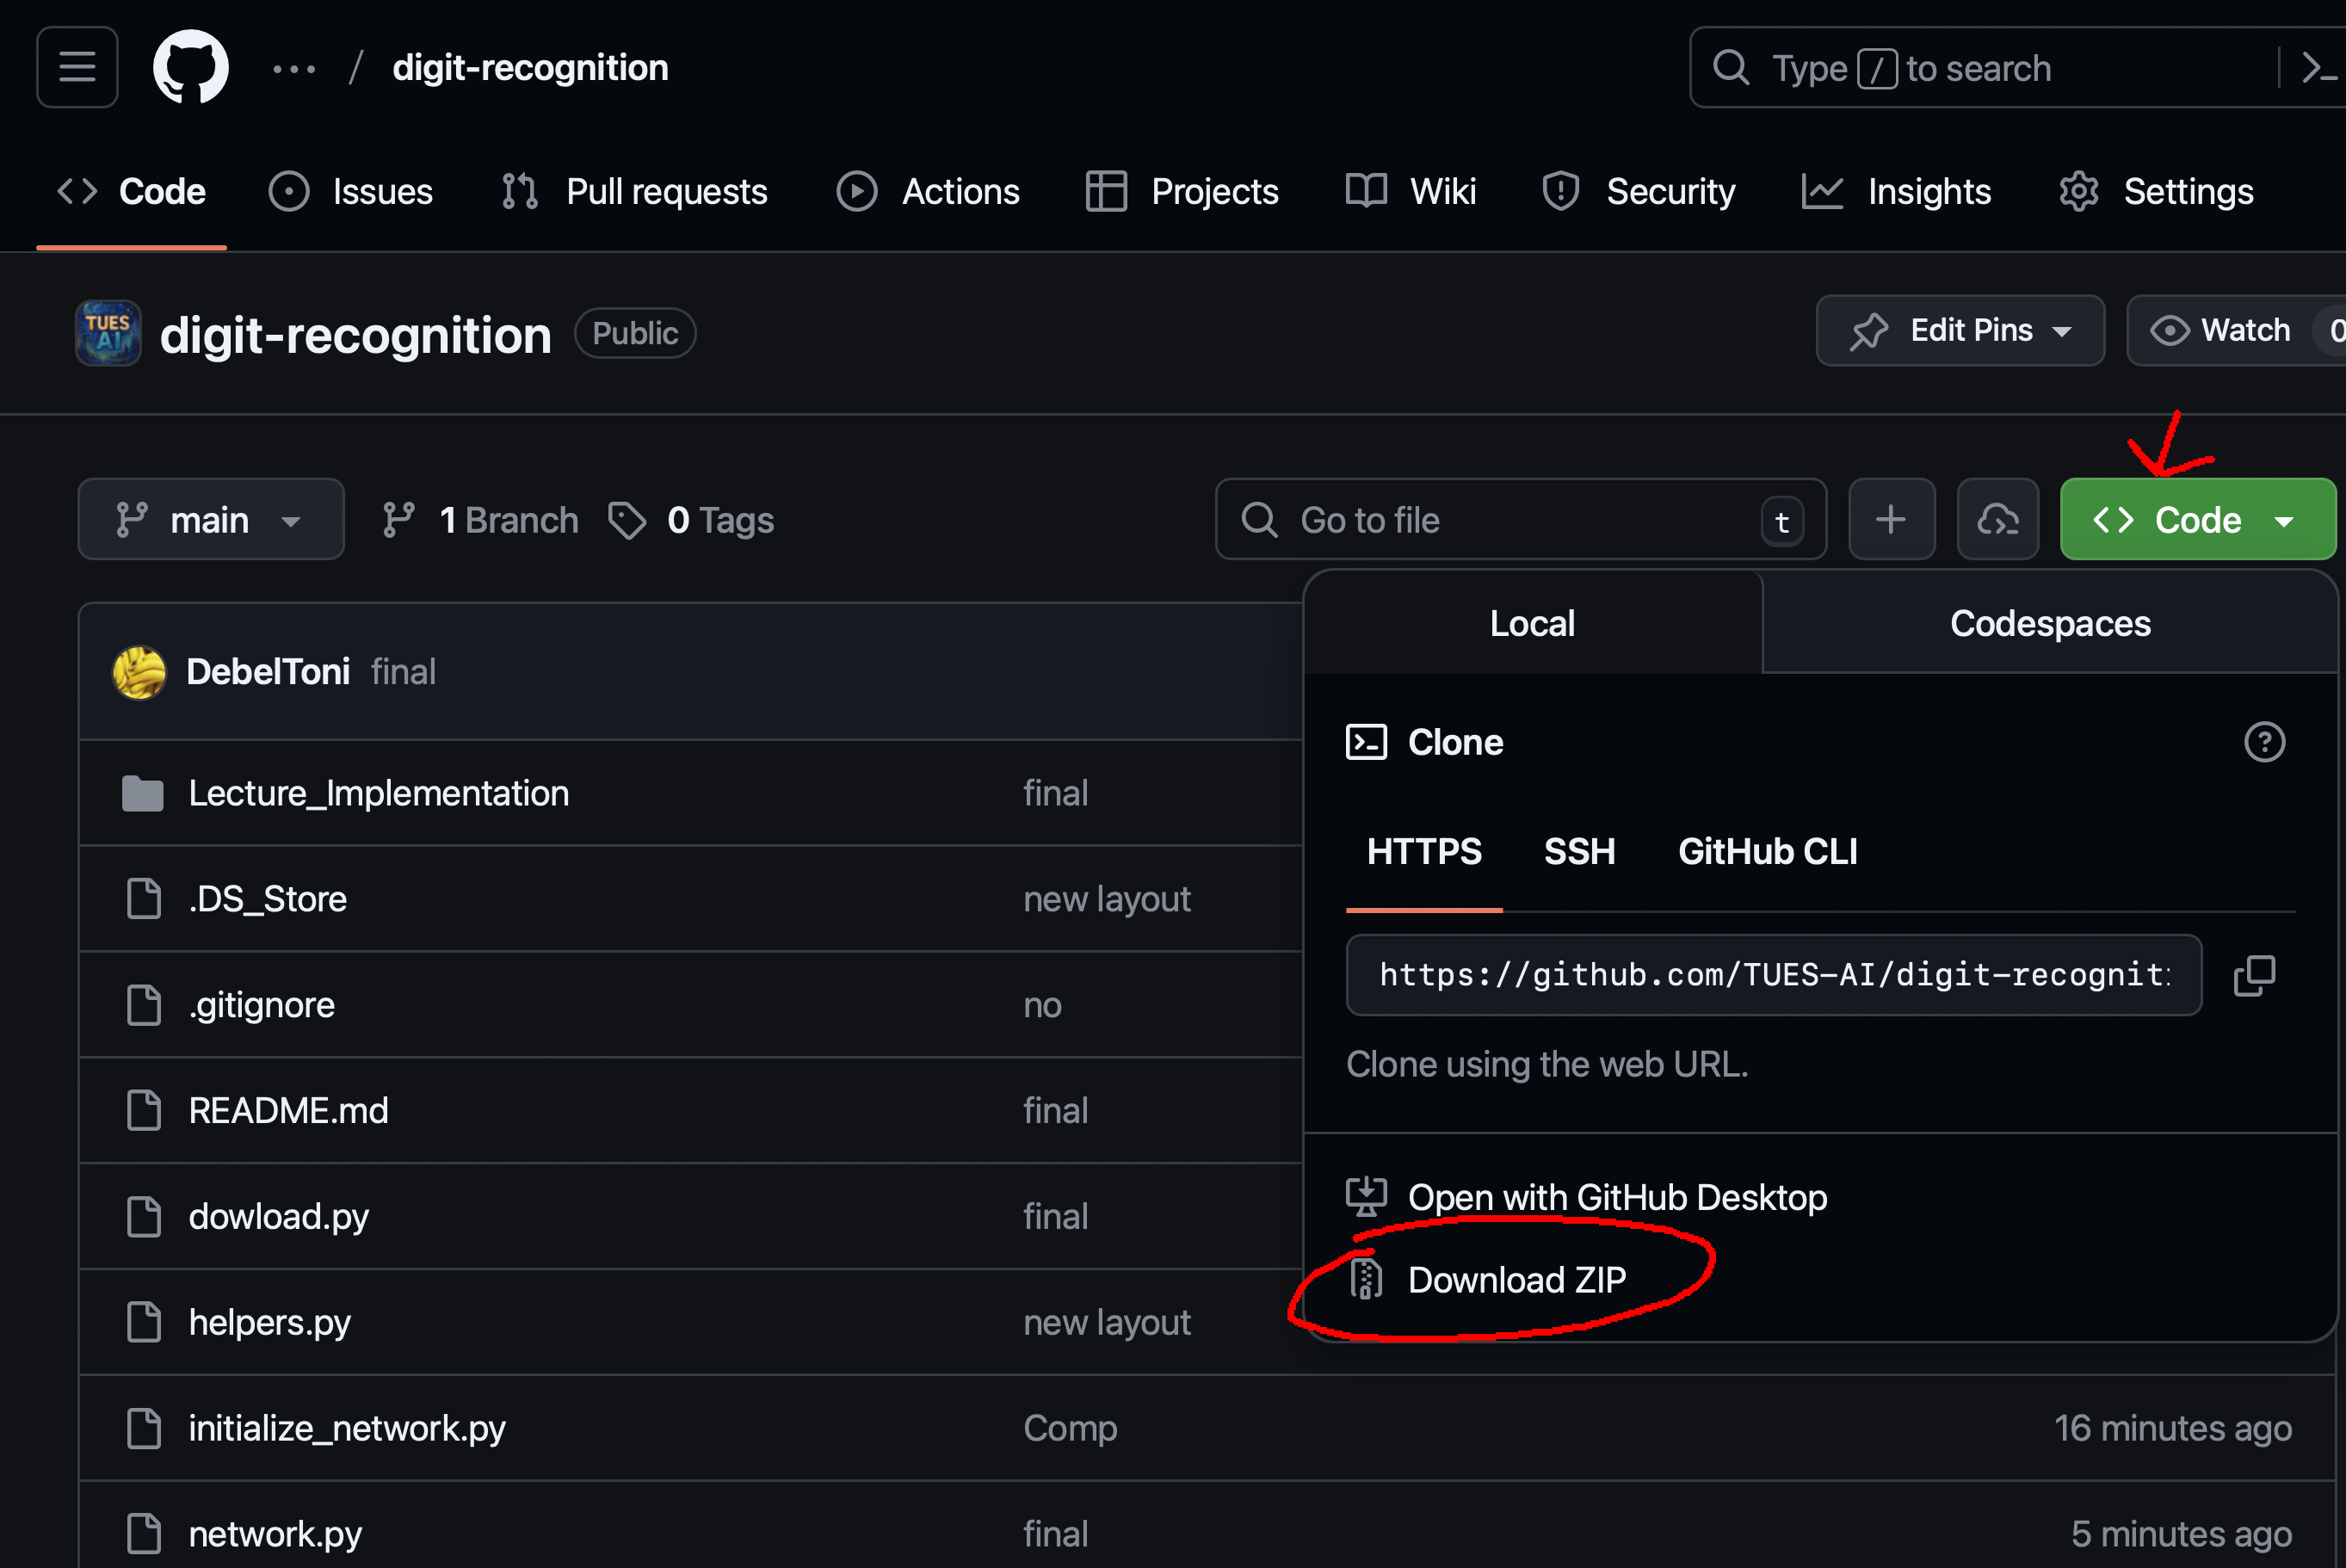 ... / digit-recognition Type / to search
Code Issues Pull requests Actions Projects Wiki Security Insights Settings
TUES AI digit-recognition Public Edit Pins Watch 0
main 1 Branch 0 Tags Go to file t + Code
Local Codespaces
DebelToni final
Clone
Lecture_Implementation final
HTTPS SSH GitHub CLI
.DS_Store new layout
https://github.com/TUES-AI/digit-recognit
.gitignore no
Clone using the web URL.
README.md final
Open with GitHub Desktop
dowload.py final
Download ZIP
helpers.py new layout
initialize_network.py Comp 16 minutes ago
network.py final 5 minutes ago